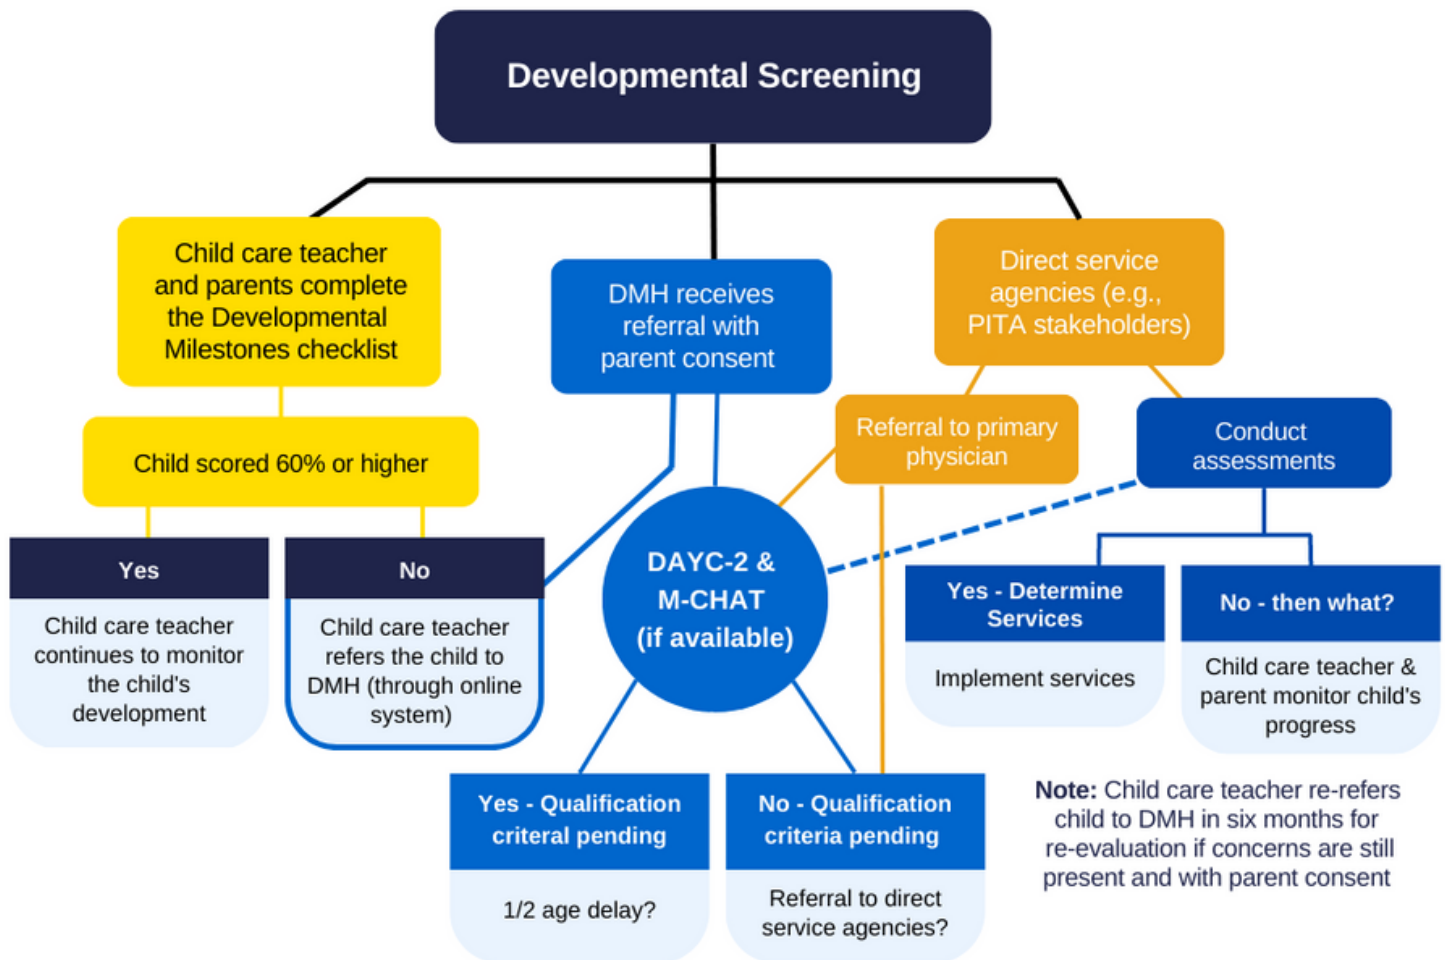 Developmental Screening
Child care teacher
and parents complete
the Developmental
Milestones checklist
DMH receives
referral with
parent consent
Direct service
agencies (e.g.,
PITA stakeholders)
Child scored 60% or higher
Referral to primary
physician
Conduct
assessments
Yes
Child care teacher
continues to monitor
the child's
development
No
Child care teacher
refers the child to
DMH (through online
system)
DAYC-2 &
M-CHAT
(if available)
Yes - Determine
Services
Implement services
No - then what?
Child care teacher &
parent monitor child's
progress
Yes - Qualification
criteral pending
1/2 age delay?
No - Qualification
criteria pending
Referral to direct
service agencies?
Note: Child care teacher re-refers
child to DMH in six months for
re-evaluation if concerns are still
present and with parent consent